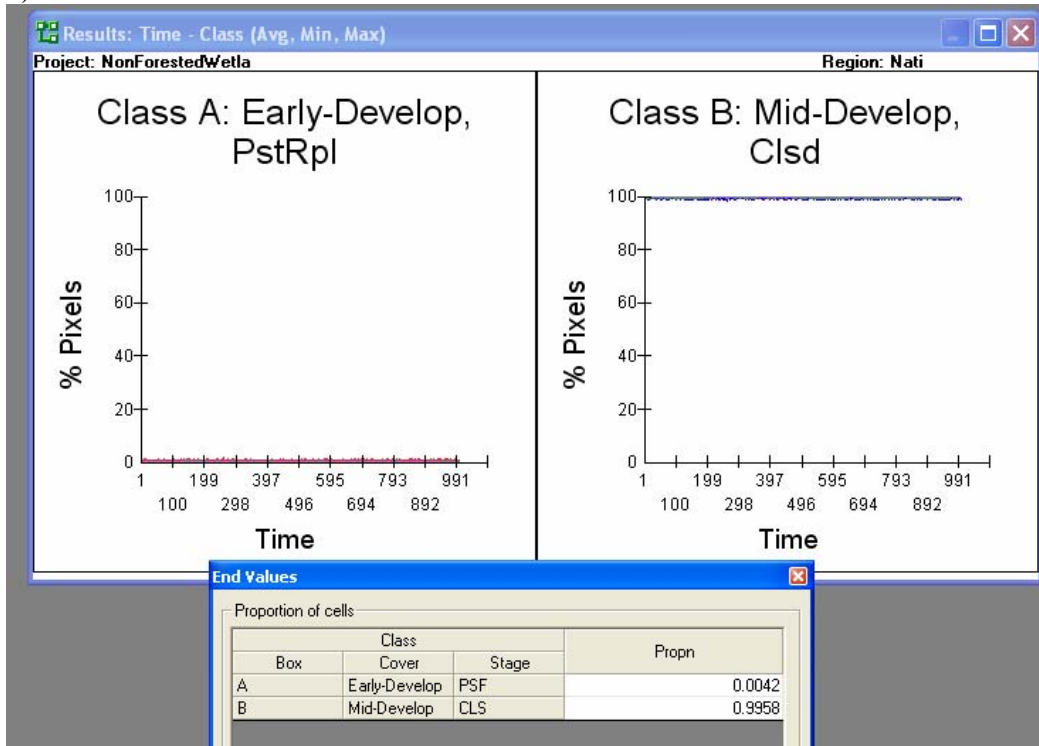 Results: Time - Class (Avg, Min, Max)
Project: NonForestedWetla Region: Nati
Class A: Early-Develop,
PstRpl
100
80
60
40
20
0
% Pixels
1 199 397 595 793 991
100 298 496 694 892
Time
Class B: Mid-Develop,
Clsd
100
80
60
40
20
0
% Pixels
1 199 397 595 793 991
100 298 496 694 892
Time
End Values
Proportion of cells
Class Propn
Box Cover Stage
A Early-Develop PSF 0.0042
B Mid-Develop CLS 0.9958